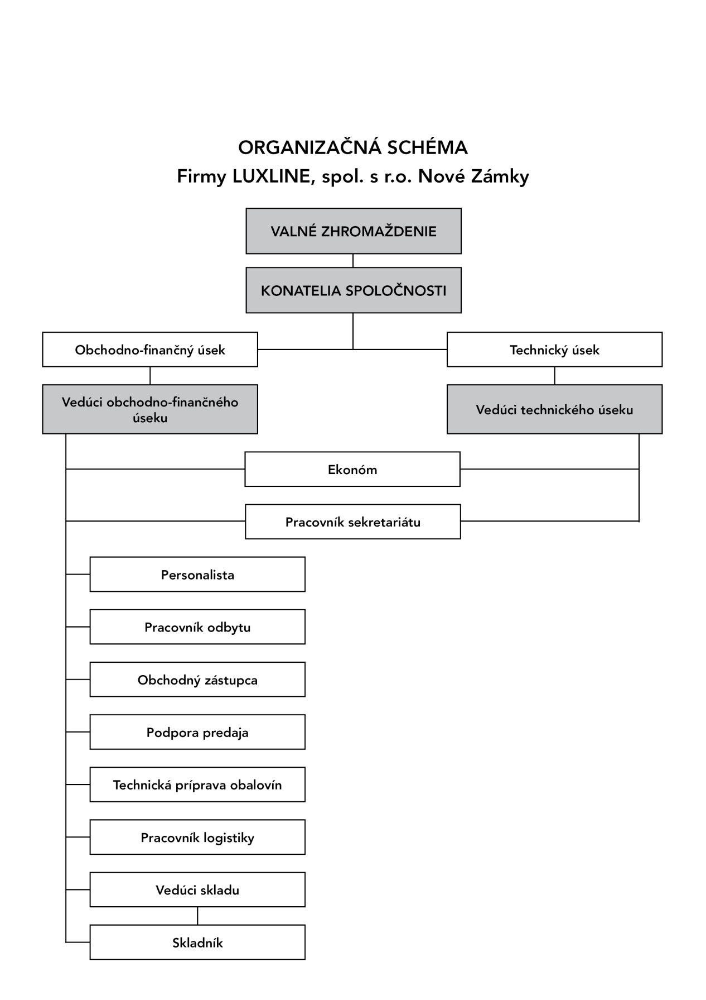 ORGANIZAČNÁ SCHÉMA
Firmy LUXLINE, spol. s r.o. Nové Zámky
VALNÉ ZHROMAŽDENIE
KONATELIA SPOLOČNOSTI
Obchodno-finančný úsek
Technický úsek
Vedúci obchodno-finančného
úseku
Vedúci technického úseku
Ekonóm
Pracovník sekretariátu
Personalista
Pracovník odbytu
Obchodný zástupca
Podpora predaja
Technická príprava obalovín
Pracovník logistiky
Vedúci skladu
Skladník